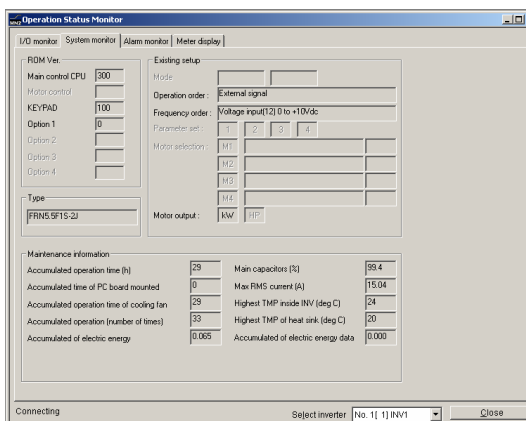 MNZ Operation Status Monitor
I/O monitor System monitor Alarm monitor Meter display
ROM Ver.
Main control CPU 300
Motor control
KEYPAD 100
Option 1 0
Option 2
Option 3
Option 4
Type
FRN5.5F1S-2J
Existing setup
Mode
Operation order : External signal
Frequency order : Voltage input(12) 0 to +10Vdc
Parameter set : 1 2 3 4
Motor selection : M1
M2
M3
M4
Motor output : kW HP
Maintenance information
Accumulated operation time (h) 29
Accumulated time of PC board mounted 0
Accumulated operation time of cooling fan 29
Accumulated operation (number of times) 33
Accumulated of electric energy 0.065
Main capacitors (%) 99.4
Max RMS current (A) 15.04
Highest TMP inside INV (deg C) 24
Highest TMP of heat sink (deg C) 20
Accumulated of electric energy data 0.000
Connecting
Select inverter No. 1[ 1] INV1
Close